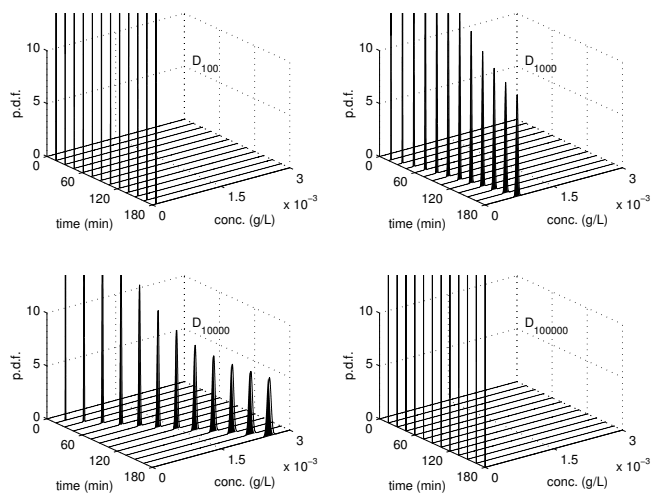 10
5
0
p.d.f.
D100
0
60
120
180
time (min)
0
1.5
3
x 10−3
conc. (g/L)
10
5
0
p.d.f.
D1000
0
60
120
180
time (min)
0
1.5
3
x 10−3
conc. (g/L)
10
5
0
p.d.f.
D10000
0
60
120
180
time (min)
0
1.5
3
x 10−3
conc. (g/L)
10
5
0
p.d.f.
D100000
0
60
120
180
time (min)
0
1.5
3
x 10−3
conc. (g/L)